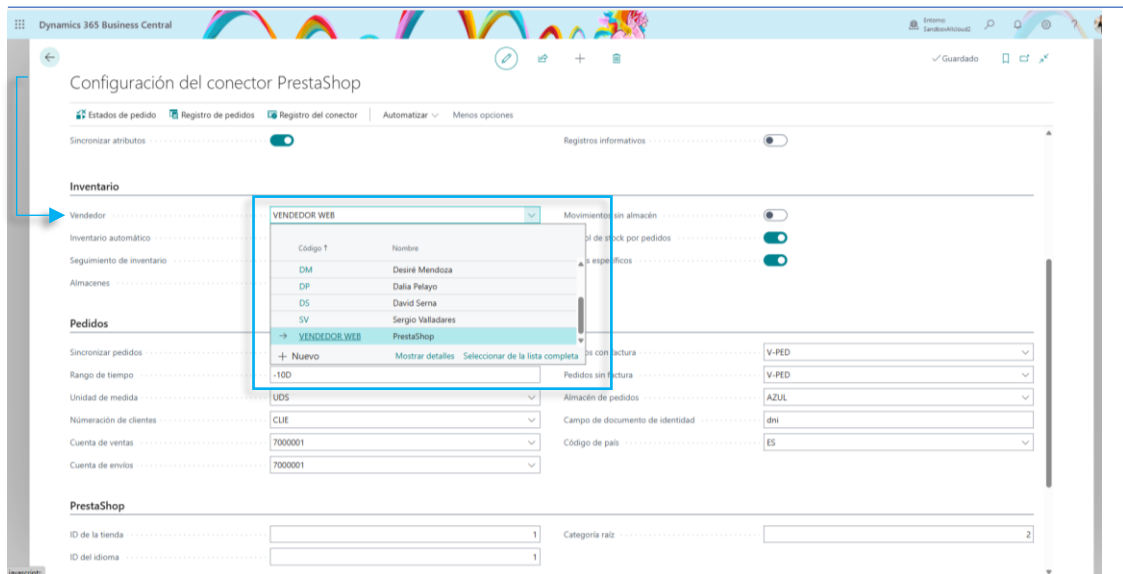 Dynamics 365 Business Central
Entorno
SandboxAitcloud2
Guardado
Configuración del conector PrestaShop
Estados de pedido
Registro de pedidos
Registro del conector
Automatizar
Menos opciones
Sincronizar atributos
Registros informativos
Inventario
Vendedor
VENDEDOR WEB
Movimientos sin almacén
Inventario automático
ol de stock por pedidos
Seguimiento de inventario
s específicos
Almacenes
Código ↑
Nombre
DM
Desiré Mendoza
DP
Dalia Pelayo
DS
David Serna
SV
Sergio Valladares
→ VENDEDOR WEB
PrestaShop
+ Nuevo
Mostrar detalles
Seleccionar de la lista completa
Pedidos
Sincronizar pedidos
s con factura
V-PED
Rango de tiempo
-10D
Pedidos sin factura
V-PED
Unidad de medida
UDS
Almacén de pedidos
AZUL
Númeración de clientes
CLIE
Campo de documento de identidad
dni
Cuenta de ventas
7000001
Código de país
ES
Cuenta de envíos
7000001
PrestaShop
ID de la tienda
1
Categoría raíz
2
ID del idioma
1